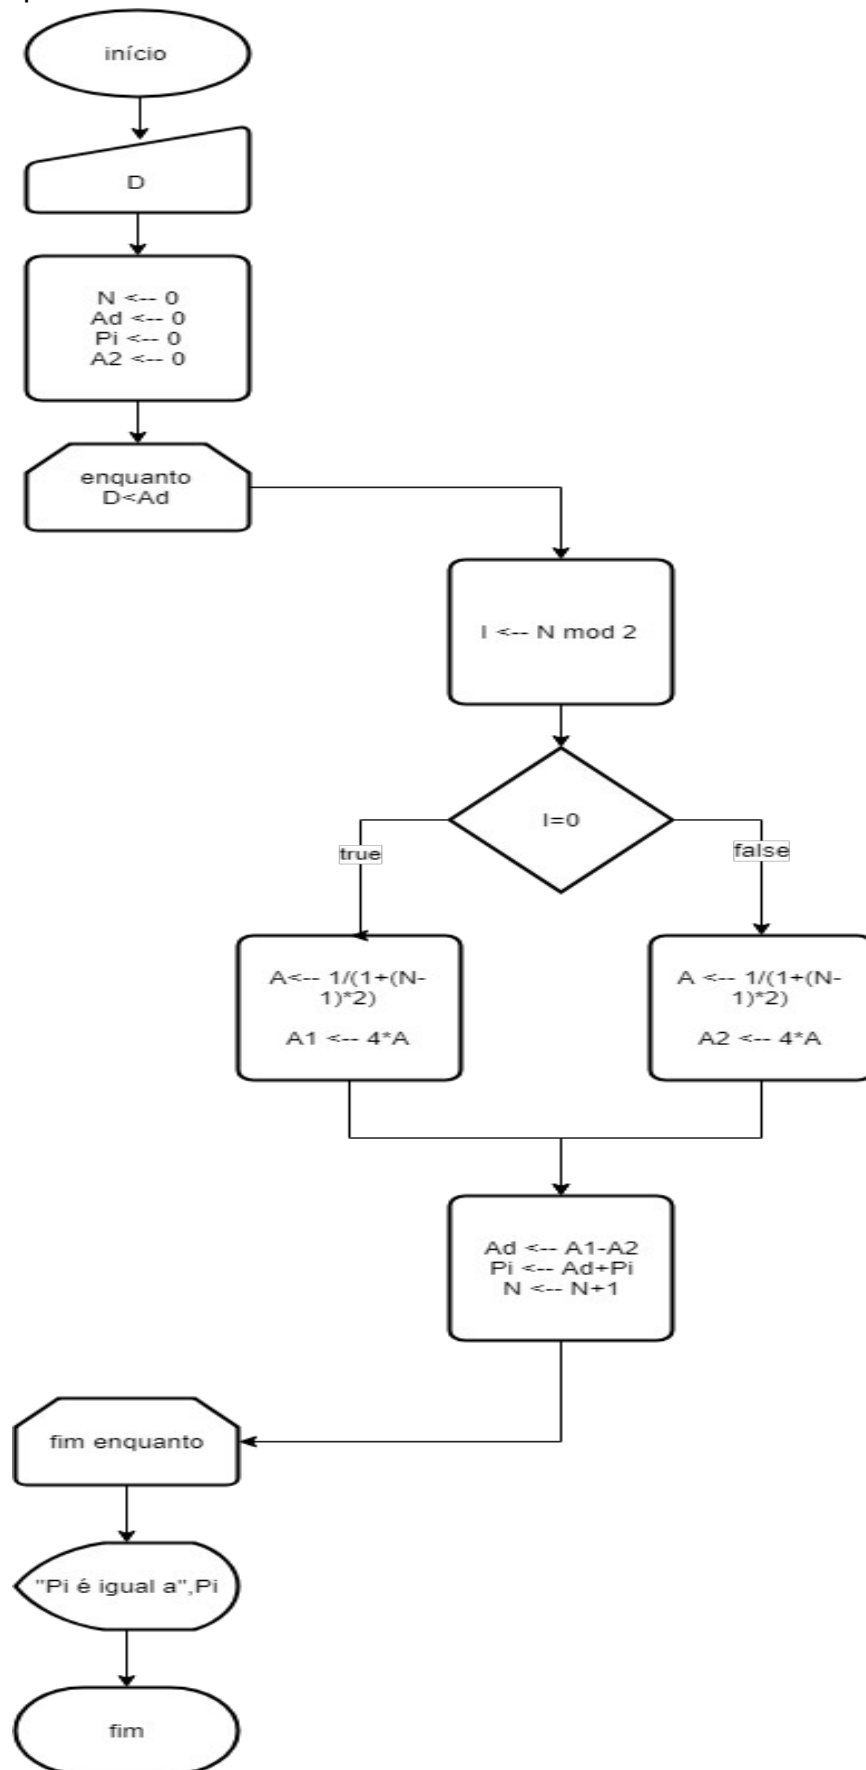 início
D
N <-- 0
Ad <-- 0
Pi <-- 0
A2 <-- 0
enquanto
D<Ad
I <-- N mod 2
I=0
true
false
A<-- 1/(1+(N-
1)*2)
A1 <-- 4*A
A <-- 1/(1+(N-
1)*2)
A2 <-- 4*A
Ad <-- A1-A2
Pi <-- Ad+Pi
N <-- N+1
fim enquanto
"Pi é igual a",Pi
fim